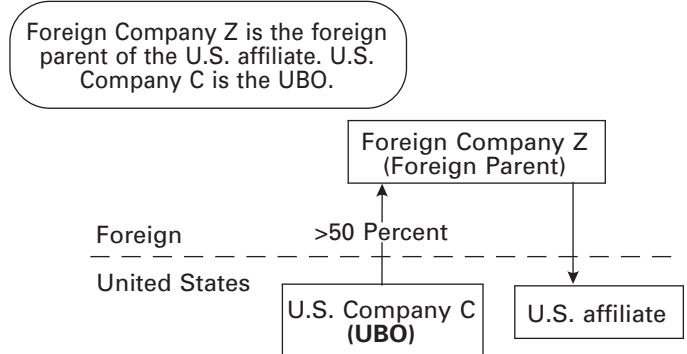 Foreign Company Z is the foreign
parent of the U.S. affiliate. U.S.
Company C is the UBO.
Foreign Company Z
(Foreign Parent)
Foreign
>50 Percent
United States
U.S. Company C
(UBO)
U.S. affiliate